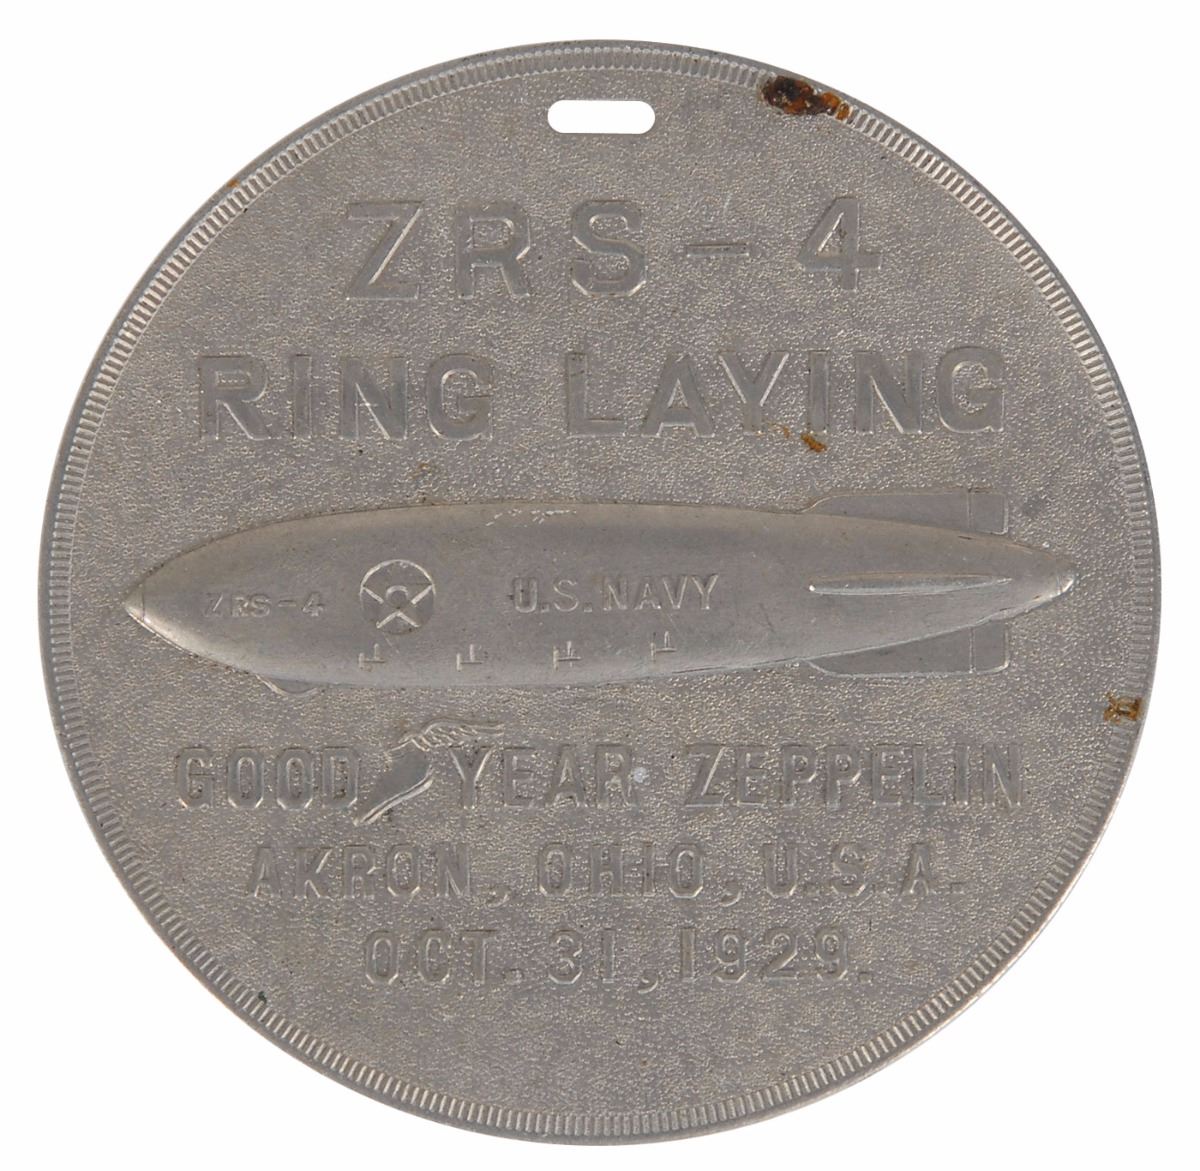 ZRS-4
RING LAYING
ZRS-4 U.S. NAVY
GOOD YEAR ZEPPELIN
AKRON, OHIO, U.S.A.
OCT. 31, 1929.